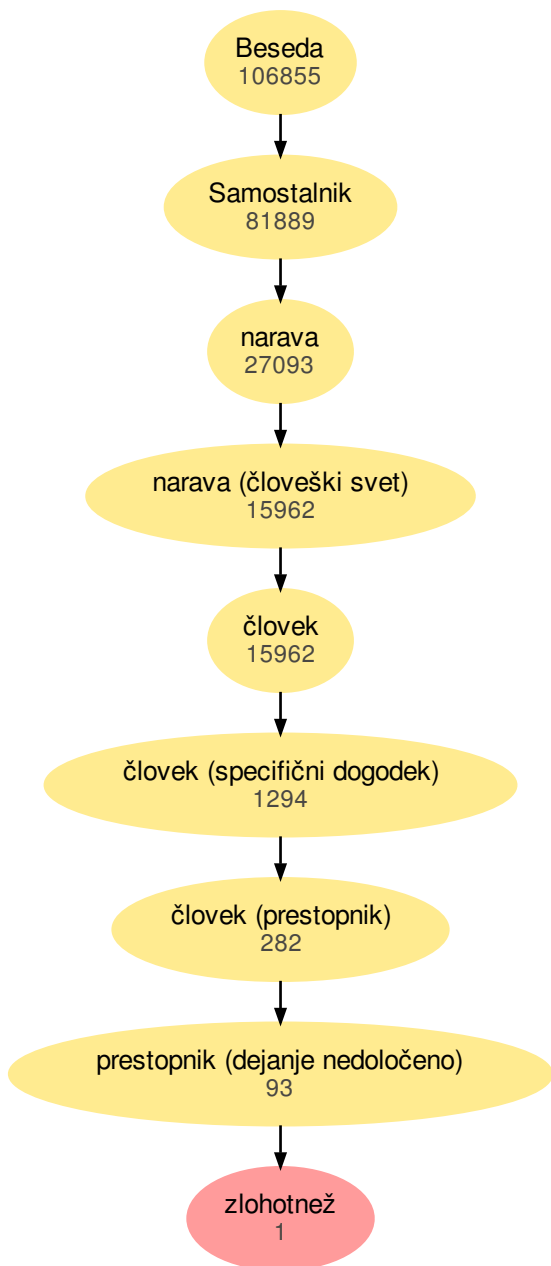 Beseda
106855
Samostalnik
81889
narava
27093
narava (človeški svet)
15962
človek
15962
človek (specifični dogodek)
1294
človek (prestopnik)
282
prestopnik (dejanje nedoločeno)
93
zlohotnež
1